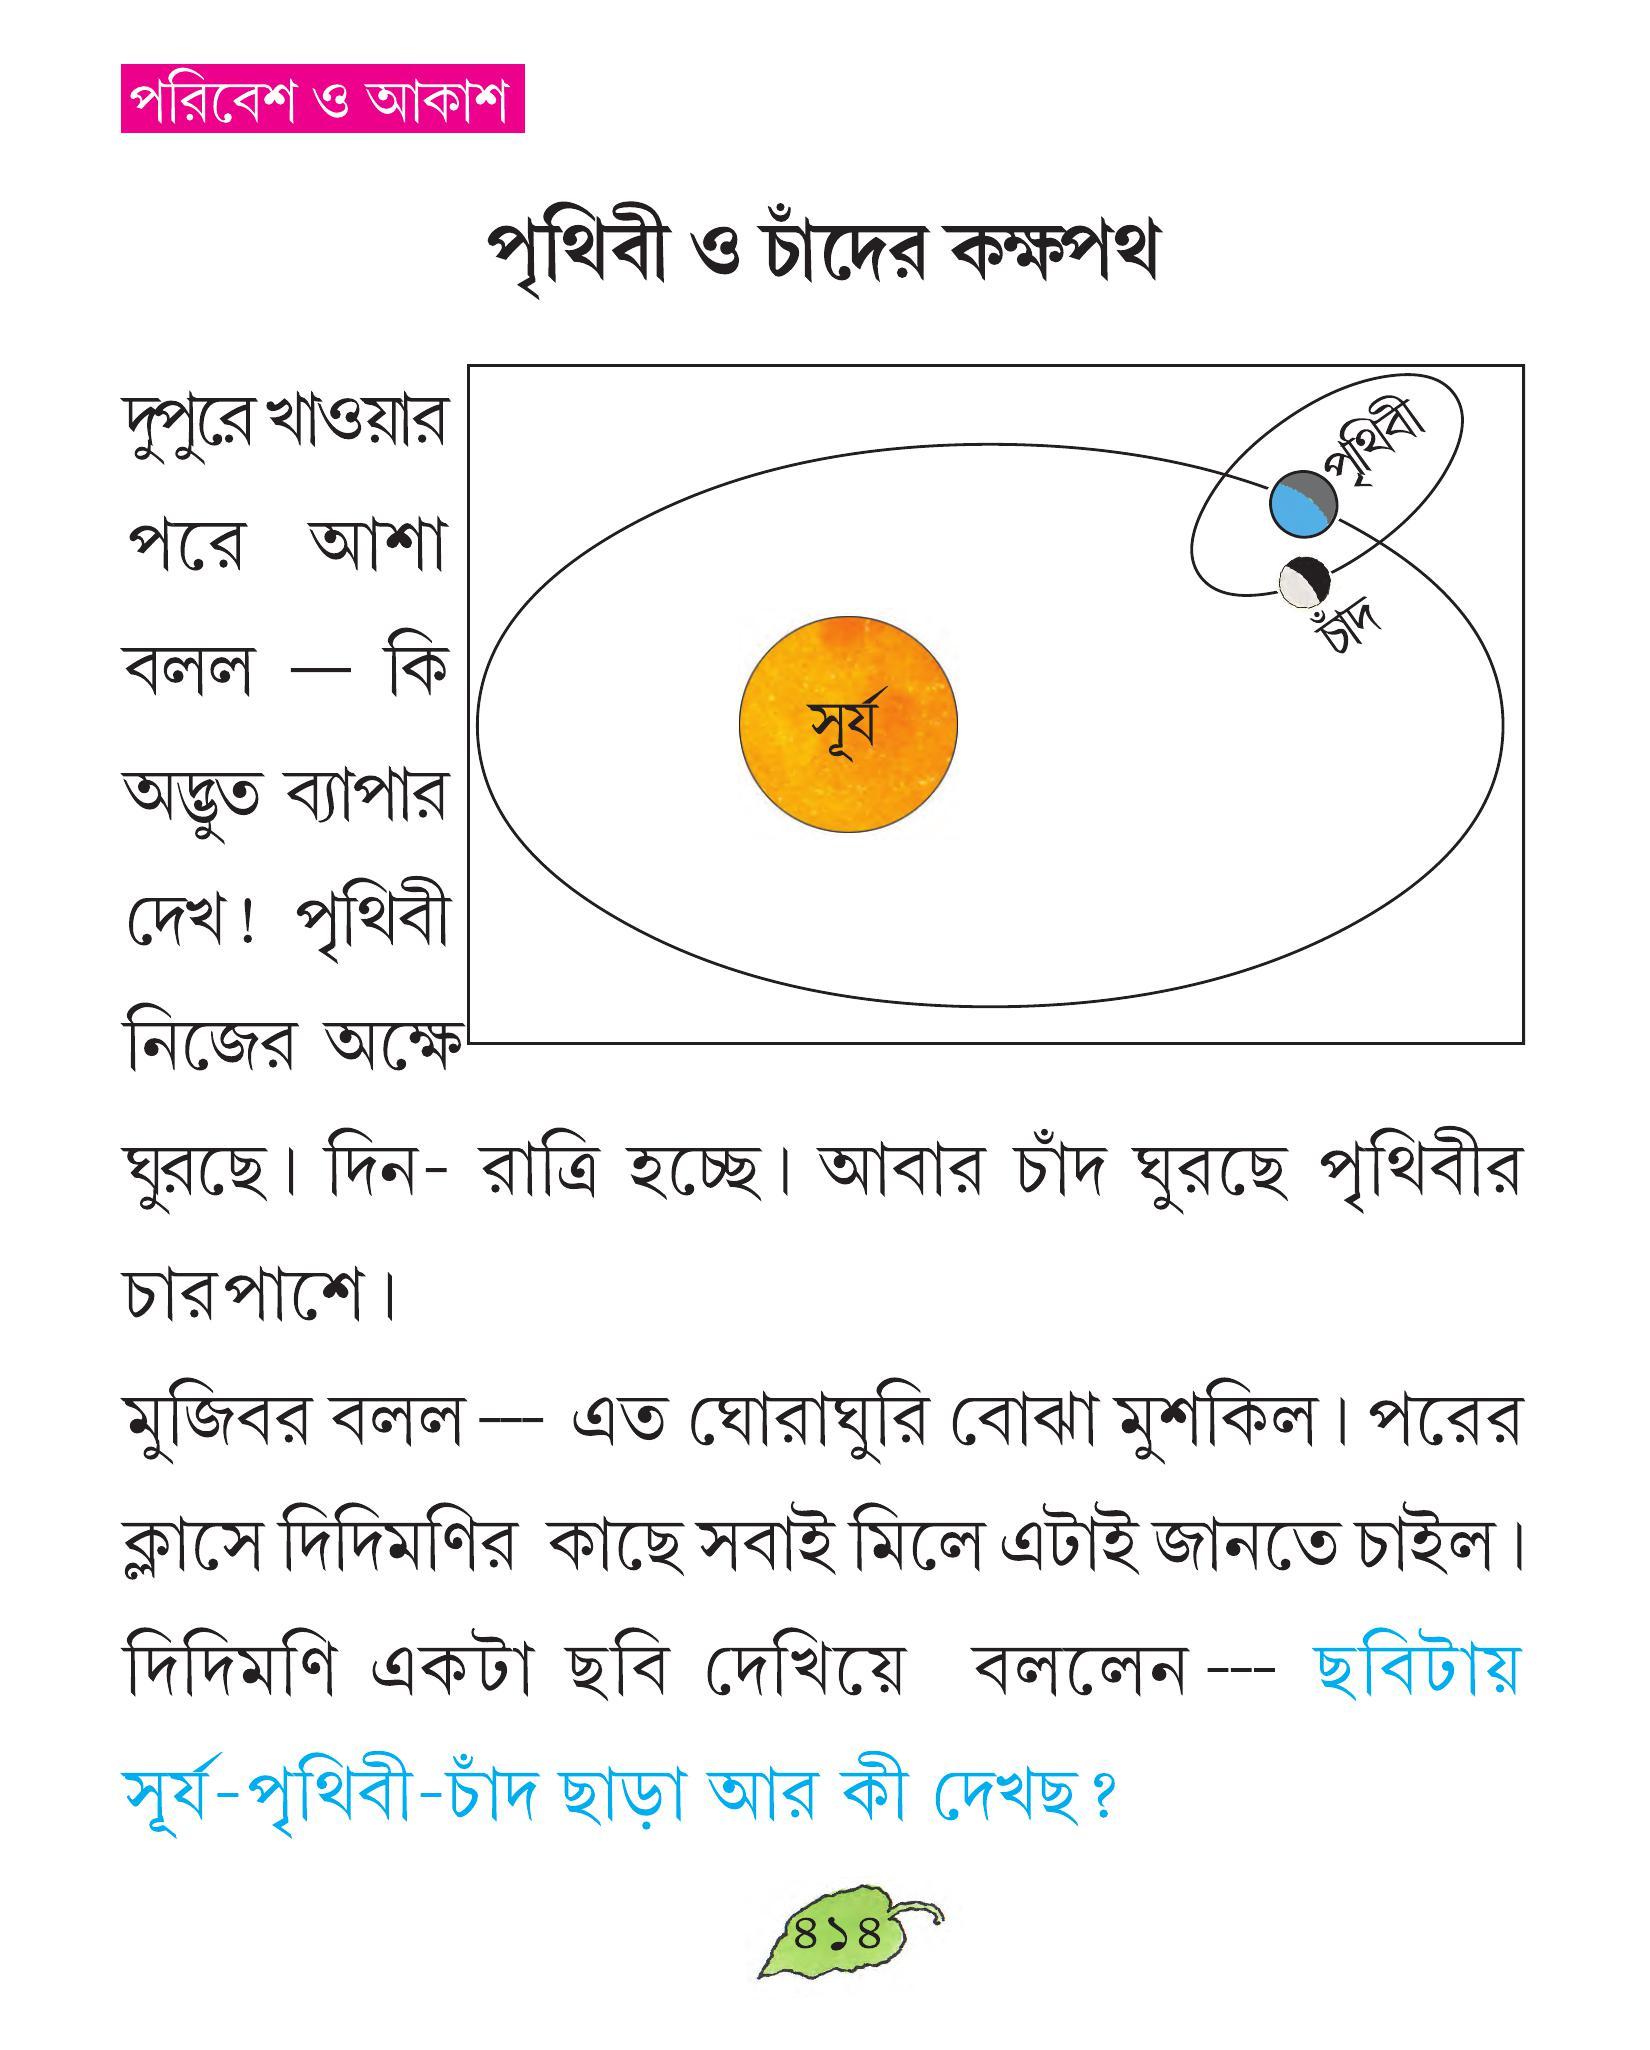 পরিবেশ ও আকাশ
পৃথিবী ও চাঁদের কক্ষপথ
দুপুরে খাওয়ার
পরে আশা
বলল — কি
অদ্ভুত ব্যাপার
দেখ! পৃথিবী
নিজের অক্ষে
পৃথিবী
চাঁদ
সূর্য
ঘুরছে। দিন- রাত্রি হচ্ছে। আবার চাঁদ ঘুরছে পৃথিবীর
চারপাশে।
মুজিবর বলল --- এত ঘোরাঘুরি বোঝা মুশকিল। পরের
ক্লাসে দিদিমণির কাছে সবাই মিলে এটাই জানতে চাইল।
দিদিমণি একটা ছবি দেখিয়ে বললেন --- ছবিটায়
সূর্য-পৃথিবী-চাঁদ ছাড়া আর কী দেখছ?
৪১৪